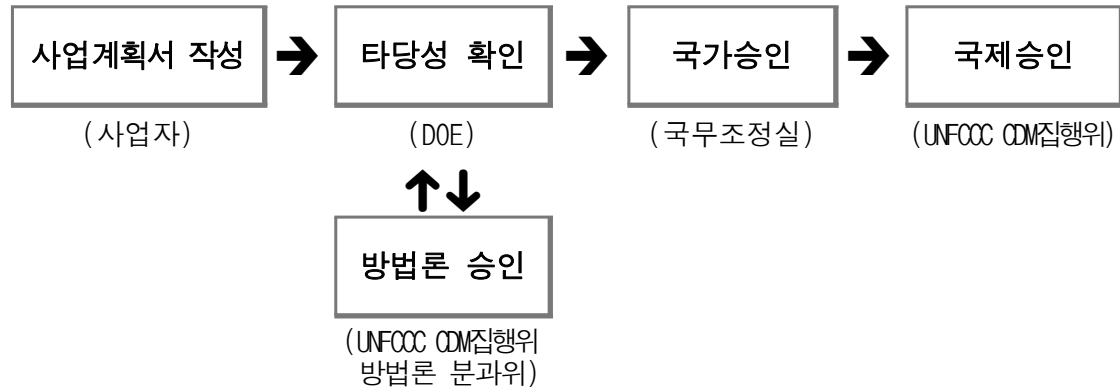 사업계획서 작성
타당성 확인
국가승인
국제승인
(사업자)
(DOE)
(국무조정실)
(UNFCCC CDM집행위)
방법론 승인
(UNFCCC CDM집행위
방법론 분과위)